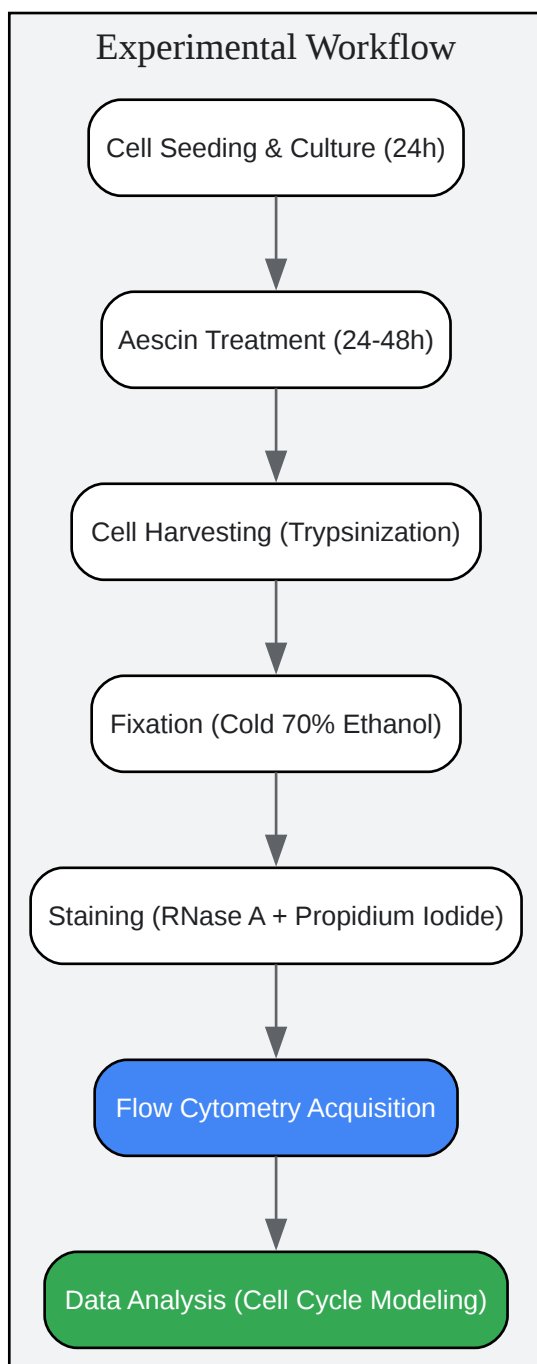 Experimental Workflow
Cell Seeding & Culture (24h)
Aescin Treatment (24-48h)
Cell Harvesting (Trypsinization)
Fixation (Cold 70% Ethanol)
Staining (RNase A + Propidium Iodide)
Flow Cytometry Acquisition
Data Analysis (Cell Cycle Modeling)